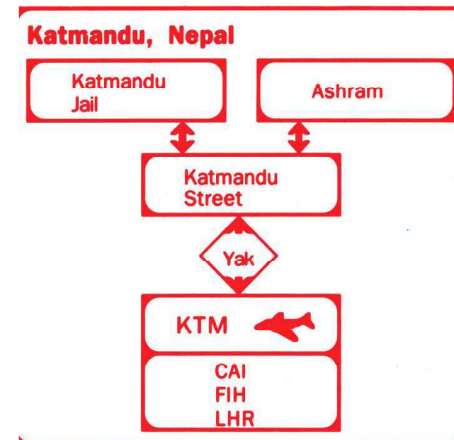 Katmandu, Nepal
Katmandu
Jail
Ashram
Katmandu
Street
Yak
KTM
CAI
FIH
LHR